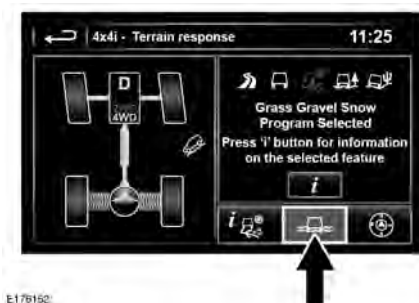 4x4i - Terrain response
11:25
D
4WD
Grass Gravel Snow
Program Selected
Press 'i' button for information
on the selected feature
i
i
E176152